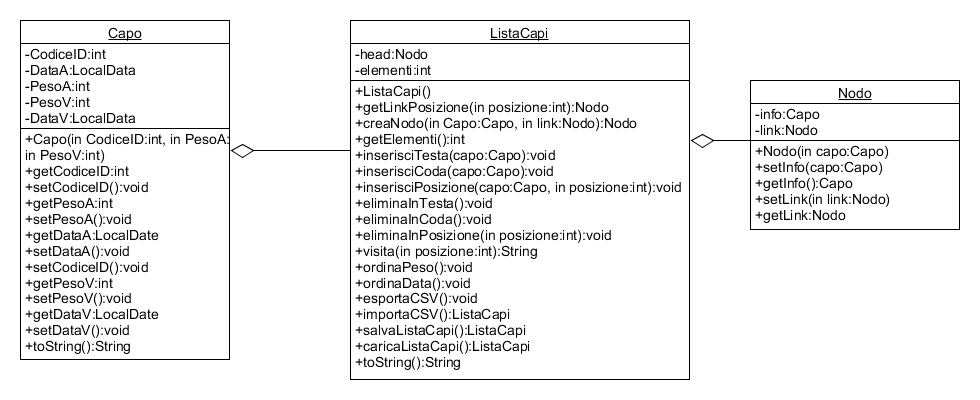 Capo
-CodiceID:int
-DataA:LocalData
-PesoA:int
-PesoV:int
-DataV:LocalData
+Capo(in CodiceID:int, in PesoA:
in PesoV:int)
+getCodiceID:int
+setCodiceID():void
+getPesoA:int
+setPesoA():void
+getDataA:LocalDate
+setDataA():void
+setCodiceID():void
+getPesoV:int
+setPesoV():void
+getDataV:LocalDate
+setDataV():void
+toString():String
ListaCapi
-head:Nodo
-elementi:int
+ListaCapi()
+getLinkPosizione(in posizione:int):Nodo
+creaNodo(in Capo:Capo, in link:Nodo):Nodo
+getElementi():int
+inserisciTesta(capo:Capo):void
+inserisciCoda(capo:Capo):void
+inserisciPosizione(capo:Capo, in posizione:int):void
+eliminaInTesta():void
+eliminaInCoda():void
+eliminaInPosizione(in posizione:int):void
+visita(in posizione:int):String
+ordinaPeso():void
+ordinaData():void
+esportaCSV():void
+importaCSV():ListaCapi
+salvaListaCapi():ListaCapi
+caricaListaCapi():ListaCapi
+toString():String
Nodo
-info:Capo
-link:Nodo
+Nodo(in capo:Capo)
+setInfo(capo:Capo)
+getInfo():Capo
+setLink(in link:Nodo)
+getLink:Nodo